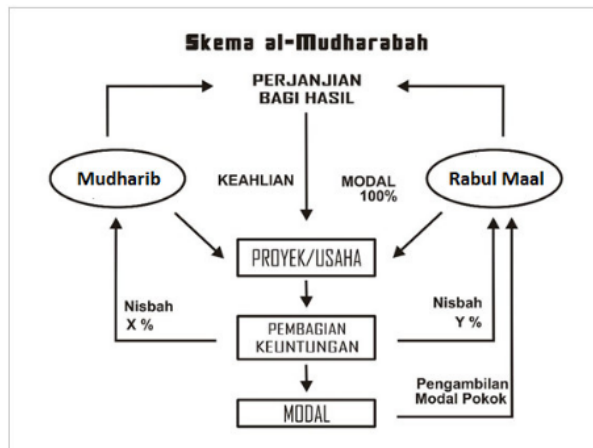 Skema al-Mudharabah
PERJANJIAN
BAGI HASIL
Mudharib
KEAHLIAN
MODAL
100%
Rabul Maal
PROYEK/USAHA
Nisbah
X %
PEMBAGIAN
KEUNTUNGAN
Nisbah
Y %
MODAL
Pengambilan
Modal Pokok